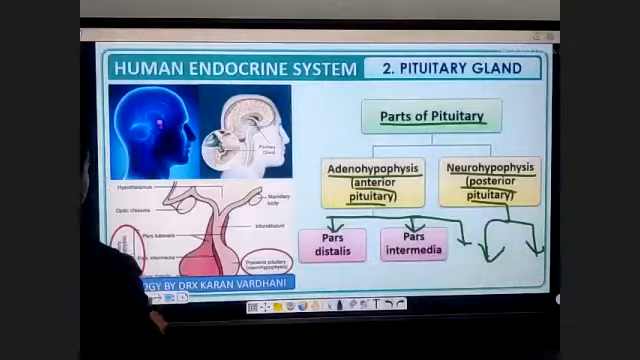 HUMAN ENDOCRINE SYSTEM
2. PITUITARY GLAND
Parts of Pituitary
Adenohypophysis
(anterior
pituitary)
Neurohypophysis
(posterior
pituitary)
Pars
distalis
Pars
intermedia
Pituitary
Gland
Hypothalamus
Mamillary
body
Optic chiasma
Infundibulum
Pars tuberalis
Pars intermedia
Posterior pituitary
(neurohypophysis)
OGY BY DRX KARAN VARDHANI